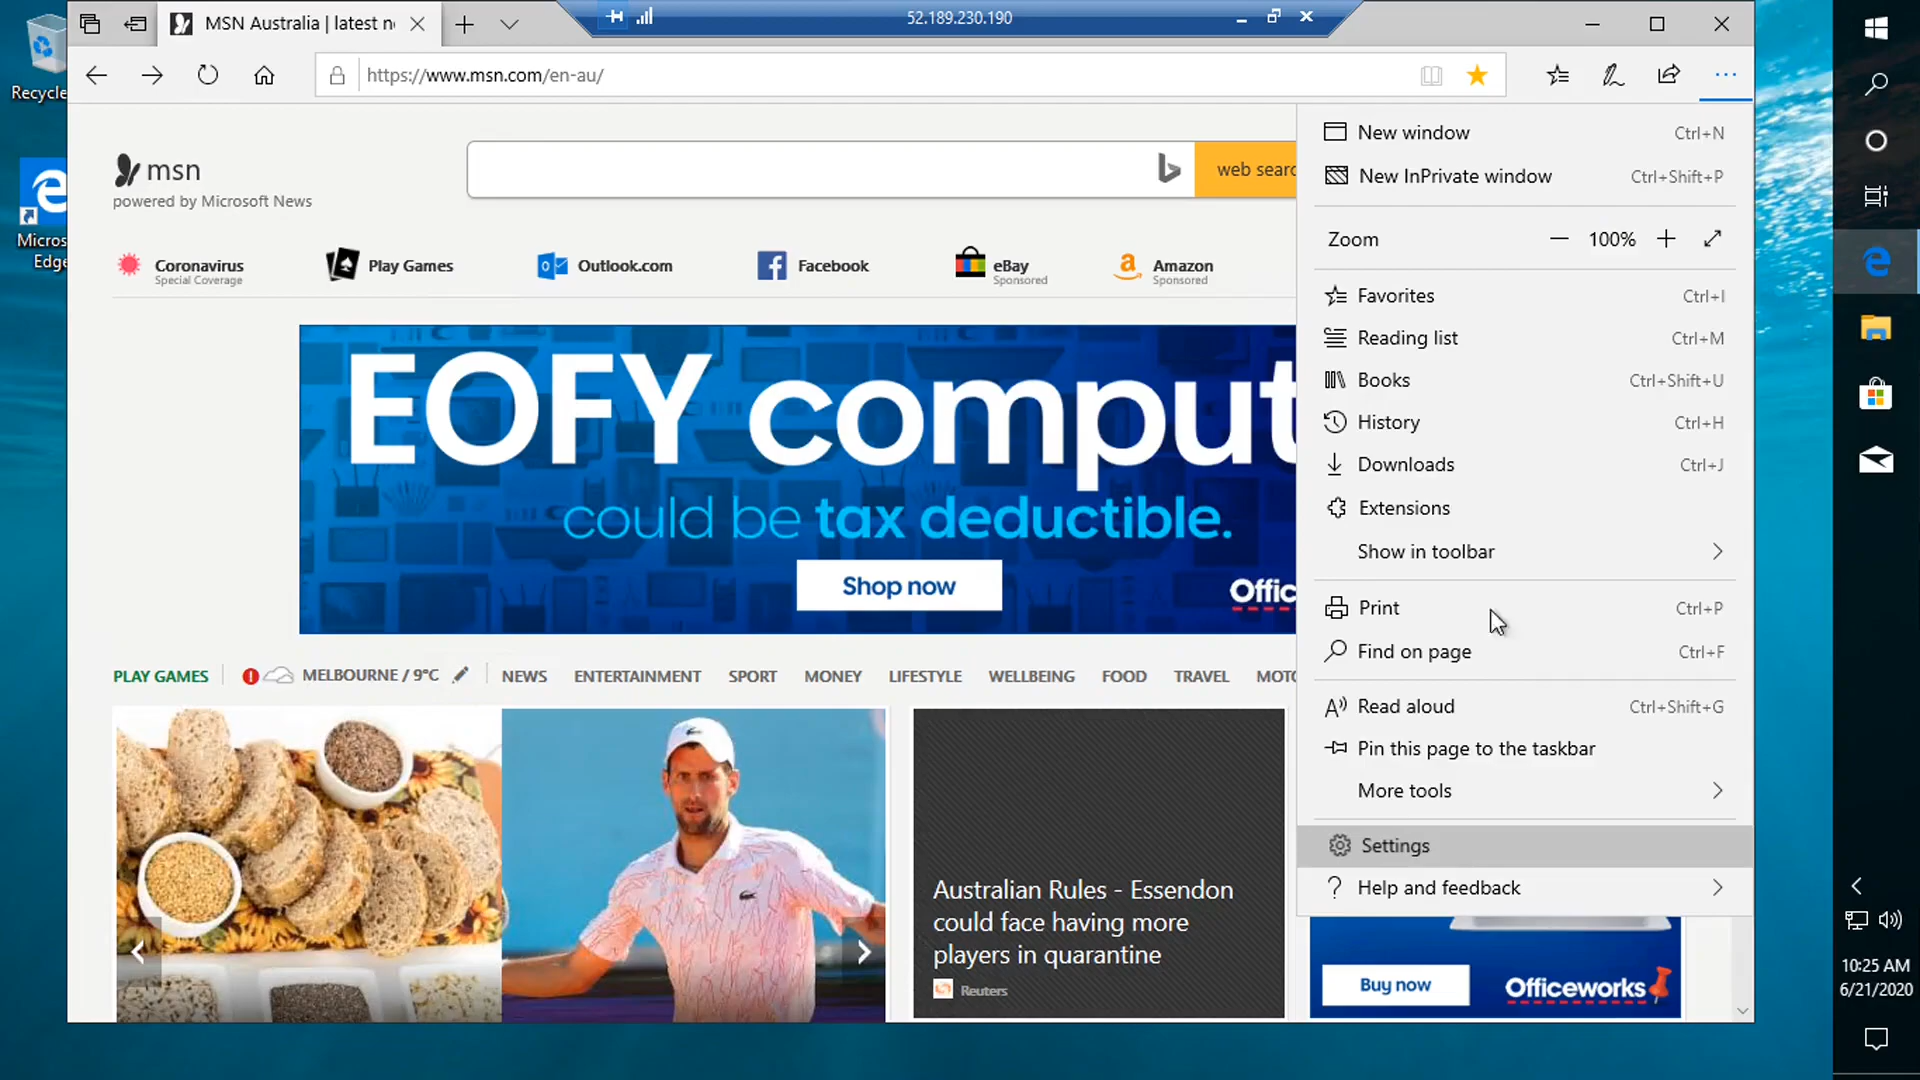 Recycle
Micros
Edge
MSN Australia | latest n
52.189.230.190
https://www.msn.com/en-au/
msn
powered by Microsoft News
web searc
Coronavirus
Special Coverage
Play Games
Outlook.com
Facebook
eBay
Sponsored
Amazon
Sponsored
EOFY comput
could be tax deductible.
Shop now
Offic
PLAY GAMES
MELBOURNE / 9°C
NEWS
ENTERTAINMENT
SPORT
MONEY
LIFESTYLE
WELLBEING
FOOD
TRAVEL
MOTO
Australian Rules - Essendon
could face having more
players in quarantine
Reuters
New window Ctrl+N
New InPrivate window Ctrl+Shift+P
Zoom 100%
Favorites Ctrl+I
Reading list Ctrl+M
Books Ctrl+Shift+U
History Ctrl+H
Downloads Ctrl+J
Extensions
Show in toolbar
Print Ctrl+P
Find on page Ctrl+F
Read aloud Ctrl+Shift+G
Pin this page to the taskbar
More tools
Settings
Help and feedback
Buy now
Officeworks
10:25 AM
6/21/2020